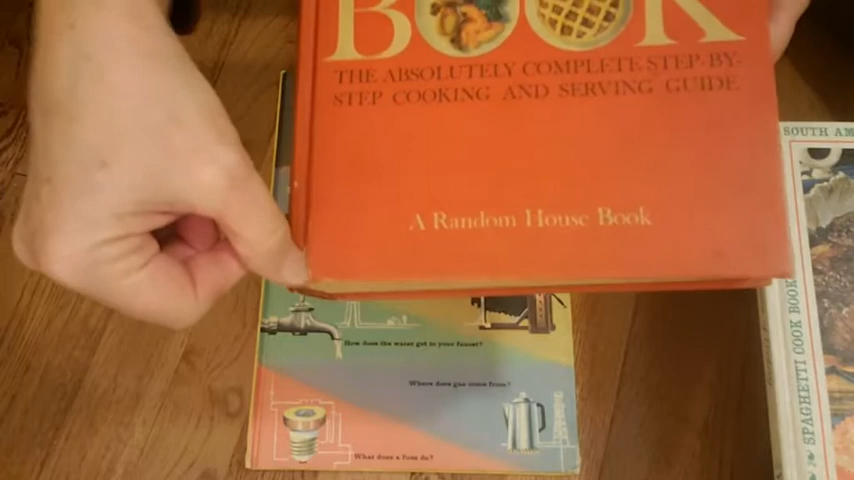 BOOK
THE ABSOLUTELY COMPLETE STEP-BY-
STEP COOKING AND SERVING GUIDE
A Random House Book
How does the water get to your faucet?
Where does gas come from?
What does a fuse do?
SOUTH AM
SPAGHETTI COOK BOOK